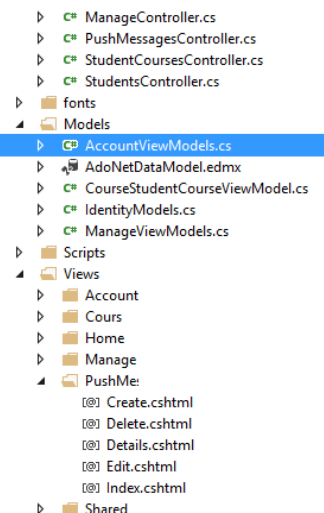 ManageController.cs
PushMessagesController.cs
StudentCoursesController.cs
StudentsController.cs
fonts
Models
AccountViewModels.cs
AdoNetDataModel.edmx
CourseStudentCourseViewModel.cs
IdentityModels.cs
ManageViewModels.cs
Scripts
Views
Account
Cours
Home
Manage
PushMe
Create.cshtml
Delete.cshtml
Details.cshtml
Edit.cshtml
Index.cshtml
Shared